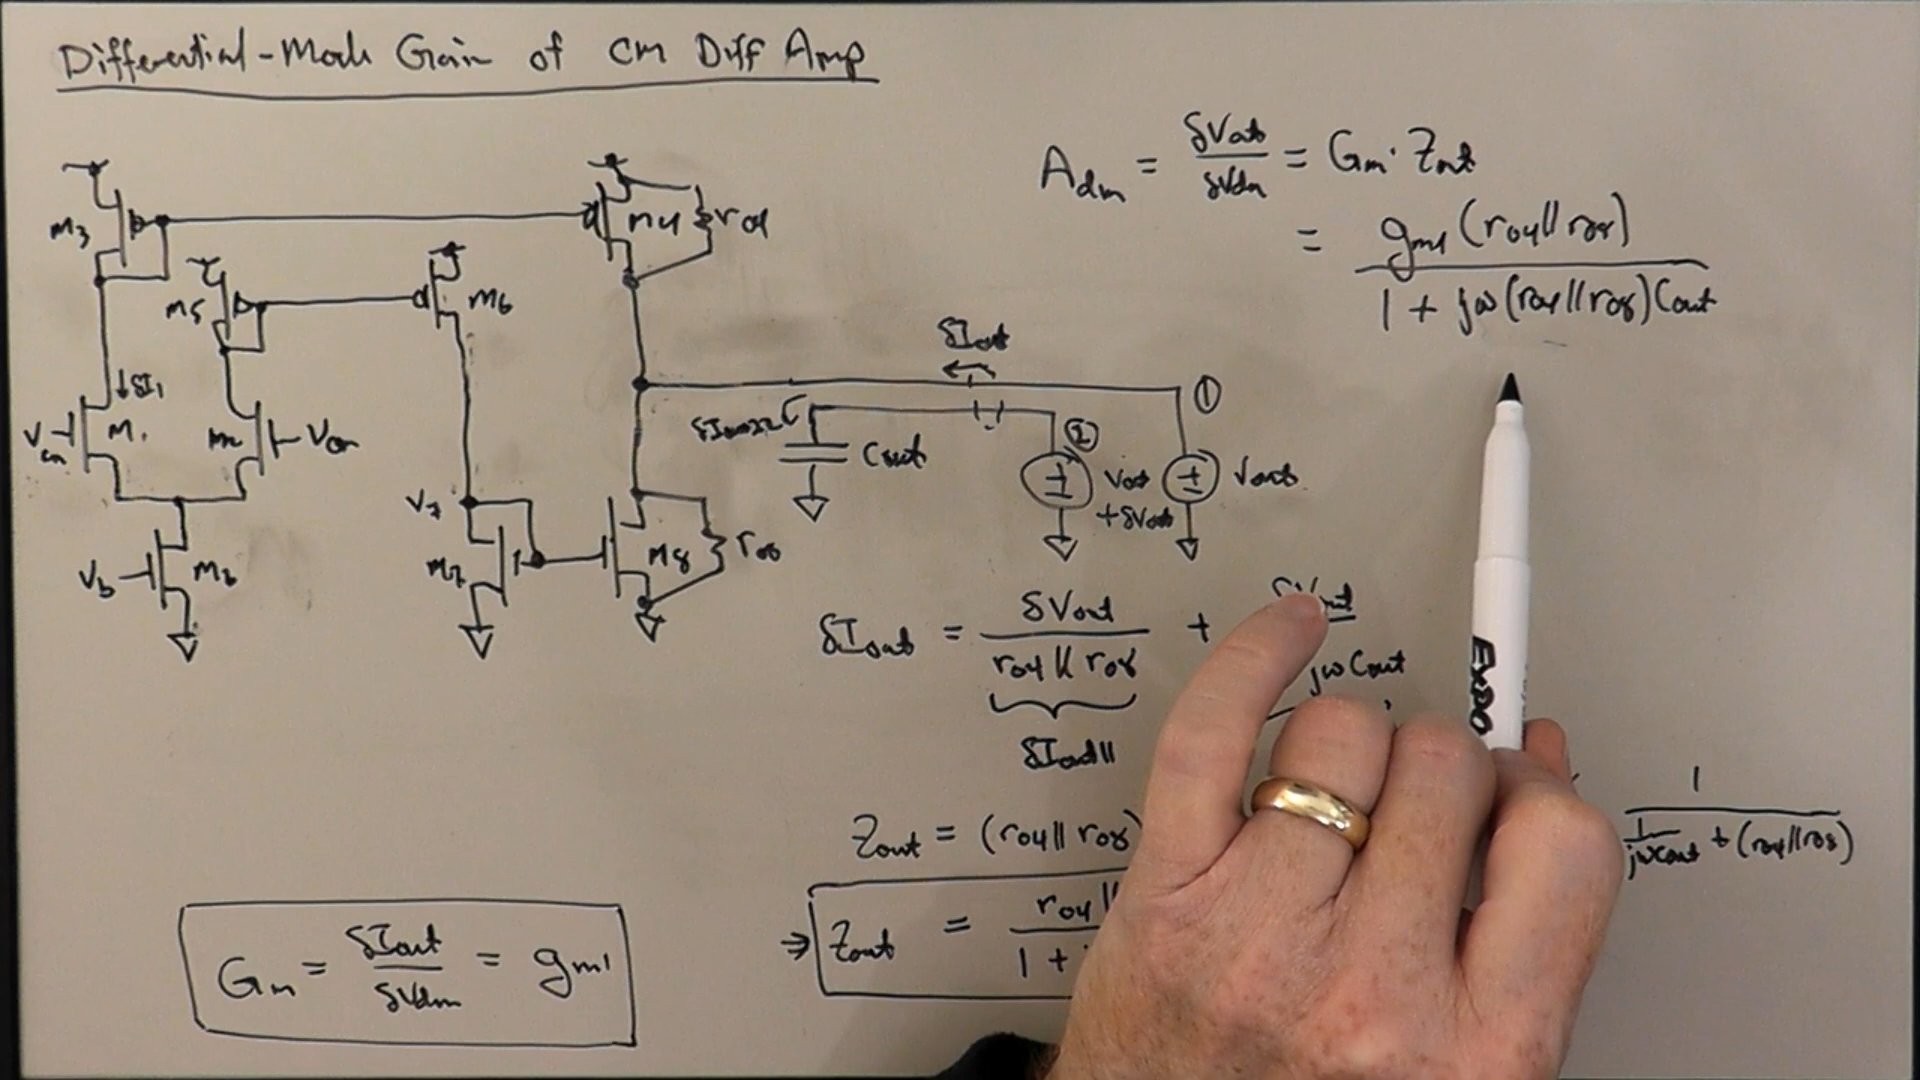 Differential-Mode Gain of CM Diff Amp
A_dm = δV_out / δV_dm = G_m · Z_out
= g_m1 (r_o4 || r_o8) / 1 + jω (r_o4 || r_o8) C_out
M3
M4
r_o4
M5
M6
δI_1
M1
M2
V_cm
V_cm
δI_out
①
②
C_out
V_out
+δV_out
V_out
V_7
V_b
M7
M8
r_o8
δI_out = δV_out / r_o4 || r_o8 +
jωC_out
δI_out1
Z_out = (r_o4 || r_o8)
1 / 1/jωC_out + (r_o4 || r_o8)
→ Z_out = r_o4 || / 1 +
G_m = δI_out / δV_dm = g_m1
EXPO